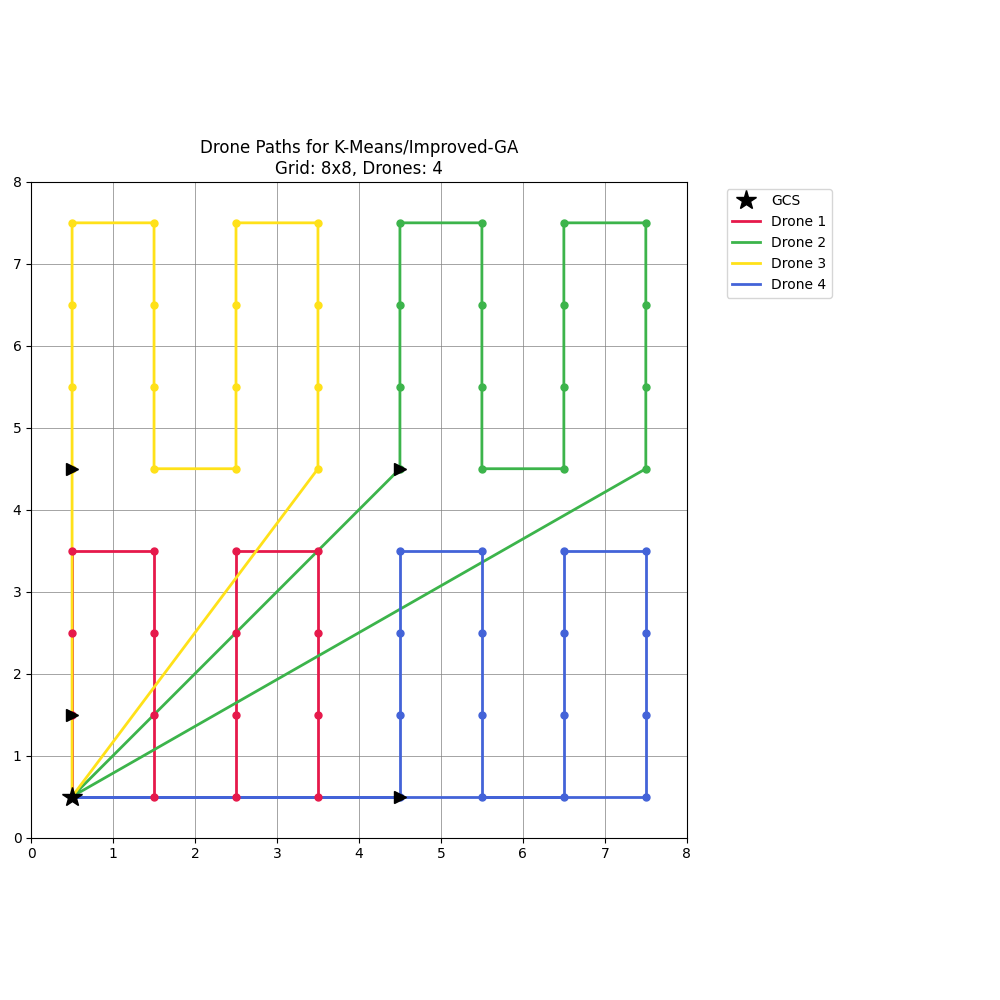 Drone Paths for K-Means/Improved-GA
Grid: 8x8, Drones: 4
GCS
Drone 1
Drone 2
Drone 3
Drone 4
8
7
6
5
4
3
2
1
0
0 1 2 3 4 5 6 7 8